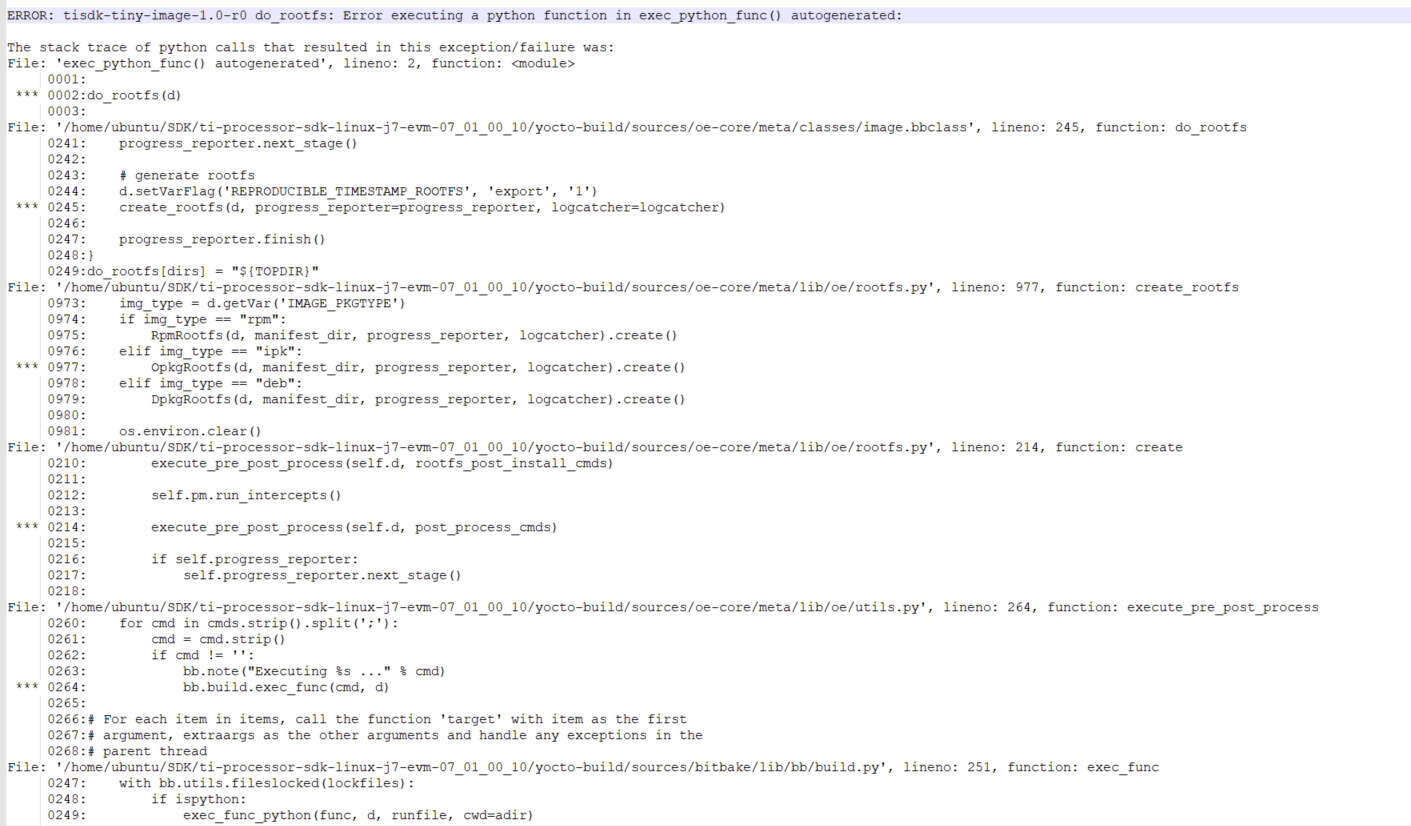 ERROR: tisdk-tiny-image-1.0-r0 do_rootfs: Error executing a python function in exec_python_func() autogenerated:

The stack trace of python calls that resulted in this exception/failure was:
File: 'exec_python_func() autogenerated', lineno: 2, function: <module>
     0001:
 *** 0002:do_rootfs(d)
     0003:
File: '/home/ubuntu/SDK/ti-processor-sdk-linux-j7-evm-07_01_00_10/yocto-build/sources/oe-core/meta/classes/image.bbclass', lineno: 245, function: do_rootfs
     0241:    progress_reporter.next_stage()
     0242:
     0243:    # generate rootfs
     0244:    d.setVarFlag('REPRODUCIBLE_TIMESTAMP_ROOTFS', 'export', '1')
 *** 0245:    create_rootfs(d, progress_reporter=progress_reporter, logcatcher=logcatcher)
     0246:
     0247:    progress_reporter.finish()
     0248:}
     0249:do_rootfs[dirs] = "${TOPDIR}"
File: '/home/ubuntu/SDK/ti-processor-sdk-linux-j7-evm-07_01_00_10/yocto-build/sources/oe-core/meta/lib/oe/rootfs.py', lineno: 977, function: create_rootfs
     0973:    img_type = d.getVar('IMAGE_PKGTYPE')
     0974:    if img_type == "rpm":
     0975:        RpmRootfs(d, manifest_dir, progress_reporter, logcatcher).create()
     0976:    elif img_type == "ipk":
 *** 0977:        OpkgRootfs(d, manifest_dir, progress_reporter, logcatcher).create()
     0978:    elif img_type == "deb":
     0979:        DpkgRootfs(d, manifest_dir, progress_reporter, logcatcher).create()
     0980:
     0981:    os.environ.clear()
File: '/home/ubuntu/SDK/ti-processor-sdk-linux-j7-evm-07_01_00_10/yocto-build/sources/oe-core/meta/lib/oe/rootfs.py', lineno: 214, function: create
     0210:        execute_pre_post_process(self.d, rootfs_post_install_cmds)
     0211:
     0212:        self.pm.run_intercepts()
     0213:
 *** 0214:        execute_pre_post_process(self.d, post_process_cmds)
     0215:
     0216:        if self.progress_reporter:
     0217:            self.progress_reporter.next_stage()
     0218:
File: '/home/ubuntu/SDK/ti-processor-sdk-linux-j7-evm-07_01_00_10/yocto-build/sources/oe-core/meta/lib/oe/utils.py', lineno: 264, function: execute_pre_post_process
     0260:    for cmd in cmds.strip().split(';'):
     0261:        cmd = cmd.strip()
     0262:        if cmd != '':
     0263:            bb.note("Executing %s ..." % cmd)
 *** 0264:            bb.build.exec_func(cmd, d)
     0265:
     0266:# For each item in items, call the function 'target' with item as the first
     0267:# argument, extraargs as the other arguments and handle any exceptions in the
     0268:# parent thread
File: '/home/ubuntu/SDK/ti-processor-sdk-linux-j7-evm-07_01_00_10/yocto-build/sources/bitbake/lib/bb/build.py', lineno: 251, function: exec_func
     0247:    with bb.utils.fileslocked(lockfiles):
     0248:        if ispython:
     0249:            exec_func_python(func, d, runfile, cwd=adir)